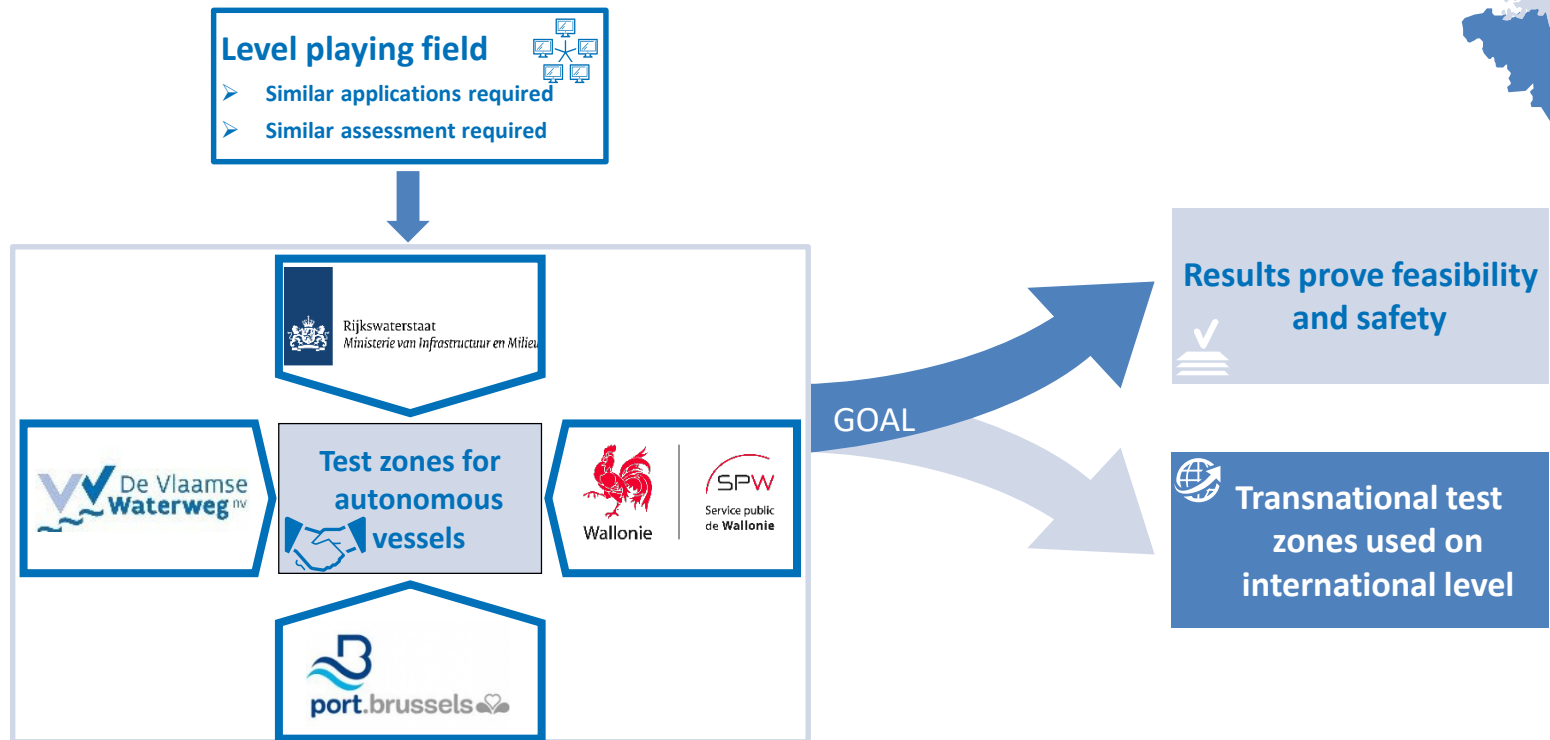 Level playing field
➢ Similar applications required
➢ Similar assessment required
Rijkswaterstaat
Ministerie van Infrastructuur en Milieu
De Vlaamse
Waterweg nv
Test zones for
autonomous
vessels
Wallonie
SPW
Service public
de Wallonie
port.brussels
GOAL
Results prove feasibility
and safety
Transnational test
zones used on
international level